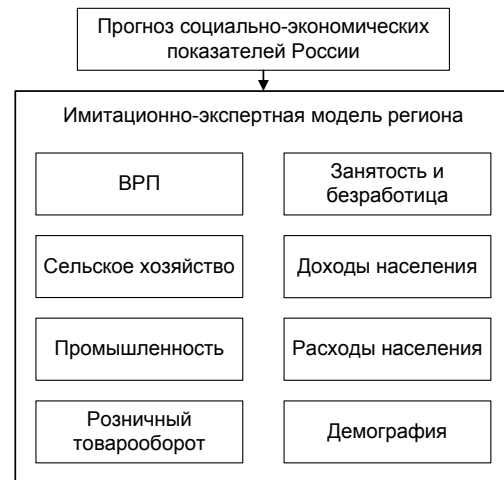 Прогноз социально-экономических
показателей России
Имитационно-экспертная модель региона
ВРП
Занятость и
безработица
Сельское хозяйство
Доходы населения
Промышленность
Расходы населения
Розничный
товарооборот
Демография